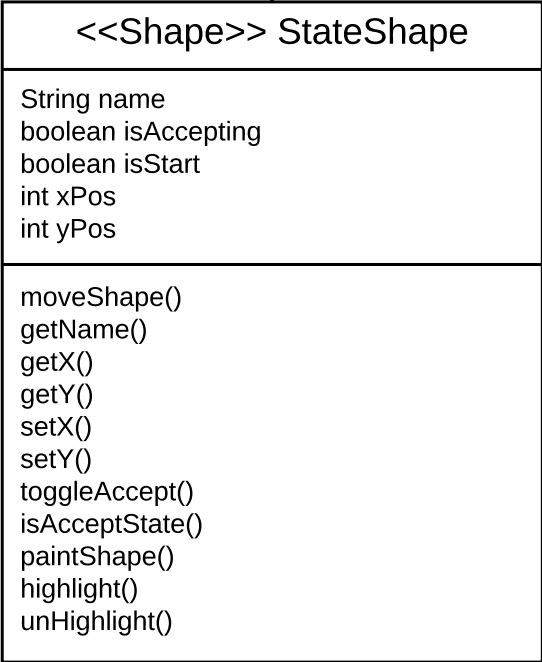 <<Shape>> StateShape
String name
boolean isAccepting
boolean isStart
int xPos
int yPos
moveShape()
getName()
getX()
getY()
setX()
setY()
toggleAccept()
isAcceptState()
paintShape()
highlight()
unHighlight()